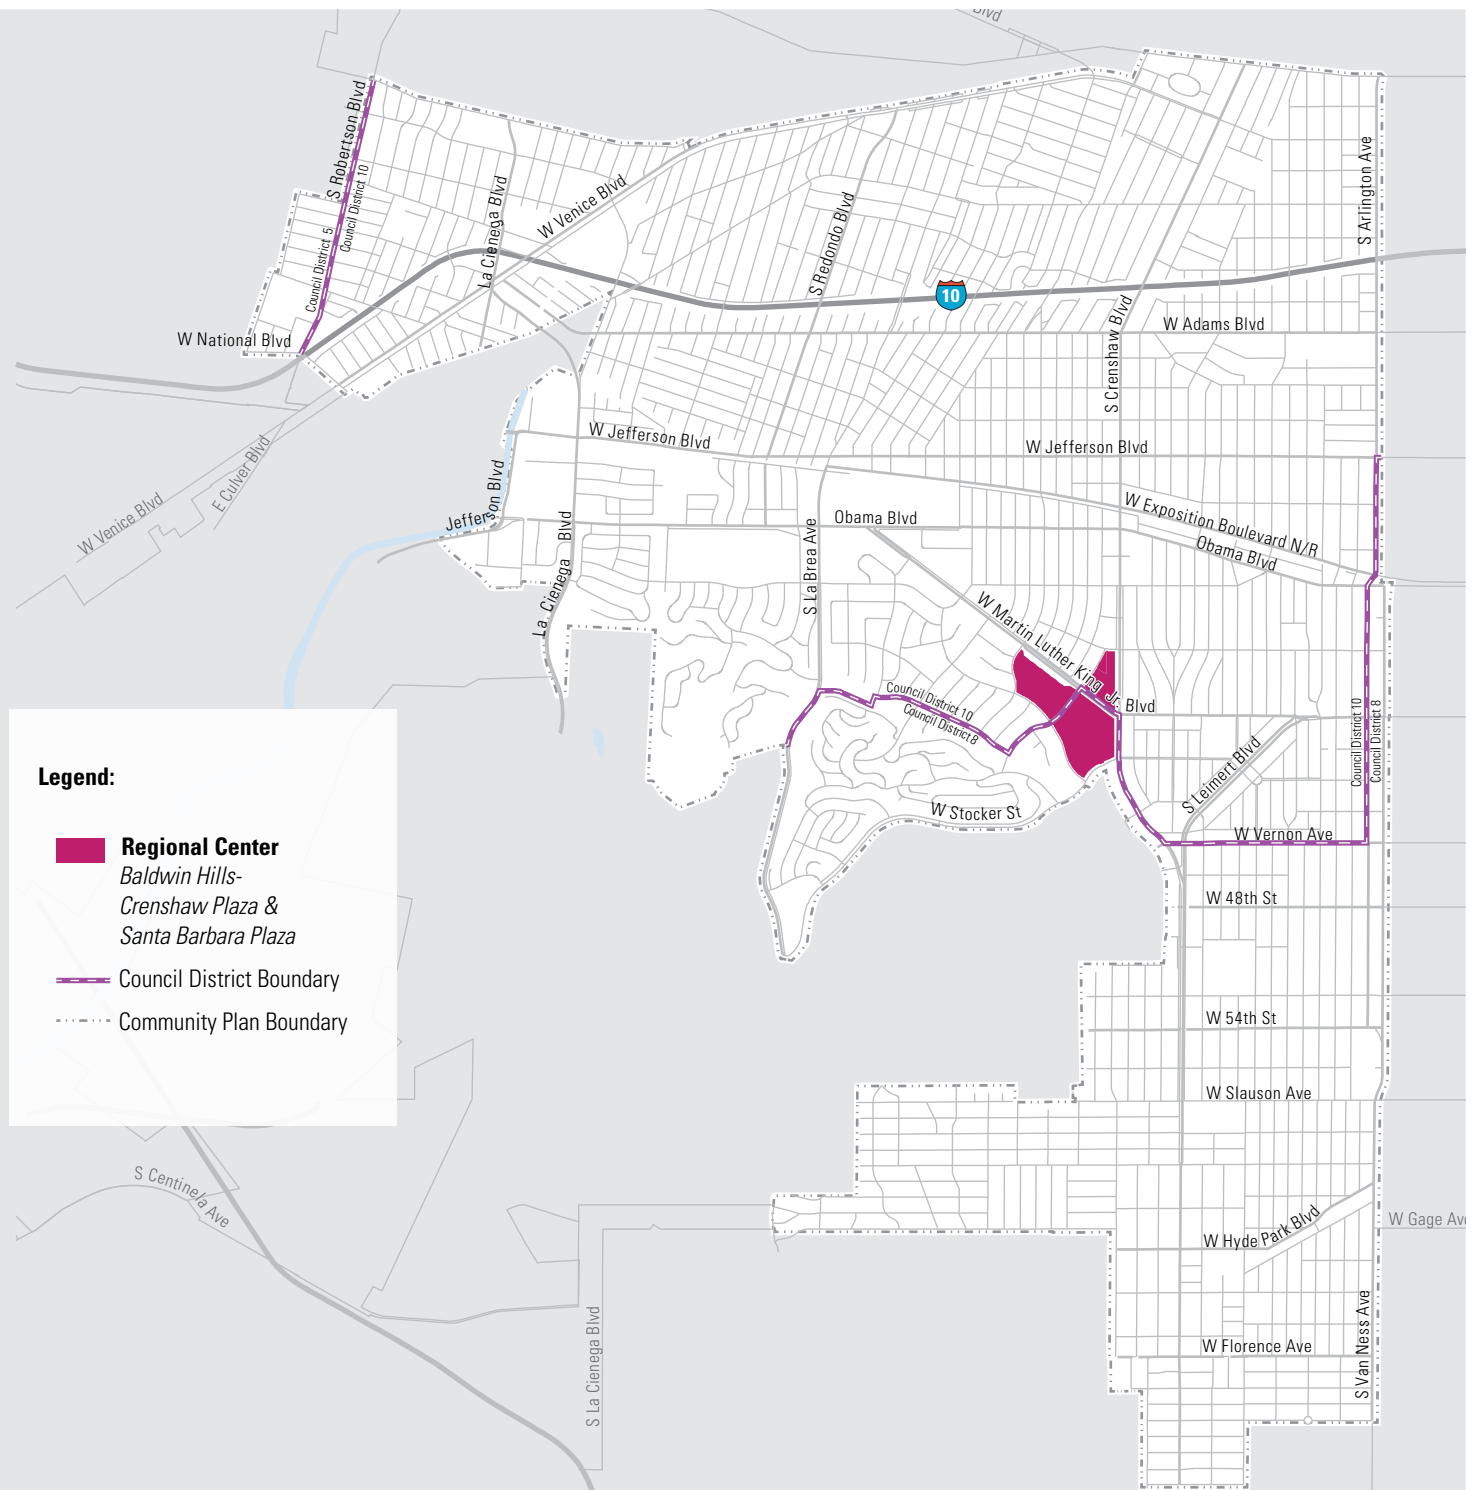 Blvd
S Robertson Blvd
Council District 5
Council District 10
La Cienega Blvd
W Venice Blvd
S Redondo Blvd
S Arlington Ave
10
W National Blvd
W Adams Blvd
S Crenshaw Blvd
W Jefferson Blvd
W Jefferson Blvd
E Culver Blvd
W Venice Blvd
Jefferson Blvd
La Cienega Blvd
Obama Blvd
S La Brea Ave
W Exposition Boulevard N/R
Obama Blvd
W Martin Luther King Jr. Blvd
Council District 10
Council District 8
Council District 10
Council District 8
S Leimert Blvd
W Stocker St
W Vernon Ave
W 48th St
W 54th St
W Slauson Ave
W Hyde Park Blvd
W Gage Ave
W Florence Ave
S Van Ness Ave
S Centinela Ave
S La Cienega Blvd
Legend:
Regional Center
Baldwin Hills-
Crenshaw Plaza &
Santa Barbara Plaza
Council District Boundary
Community Plan Boundary